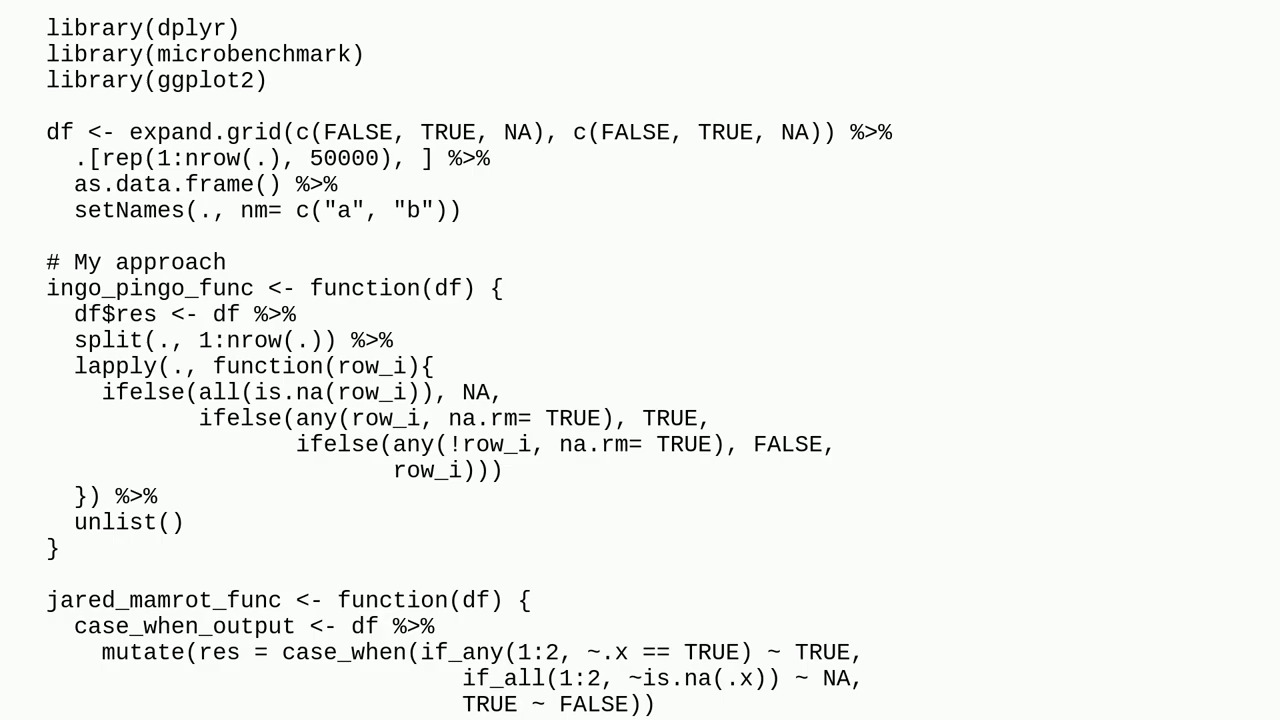 library(dplyr)
library(microbenchmark)
library(ggplot2)

df <- expand.grid(c(FALSE, TRUE, NA), c(FALSE, TRUE, NA)) %>%
  .[rep(1:nrow(.), 50000), ] %>%
  as.data.frame() %>%
  setNames(., nm= c("a", "b"))

# My approach
ingo_pingo_func <- function(df) {
  df$res <- df %>%
  split(., 1:nrow(.)) %>%
  lapply(., function(row_i){
    ifelse(all(is.na(row_i)), NA,
           ifelse(any(row_i, na.rm= TRUE), TRUE,
                  ifelse(any(!row_i, na.rm= TRUE), FALSE,
                         row_i)))
  }) %>%
  unlist()
}

jared_mamrot_func <- function(df) {
  case_when_output <- df %>%
    mutate(res = case_when(if_any(1:2, ~.x == TRUE) ~ TRUE,
                              if_all(1:2, ~is.na(.x)) ~ NA,
                              TRUE ~ FALSE))